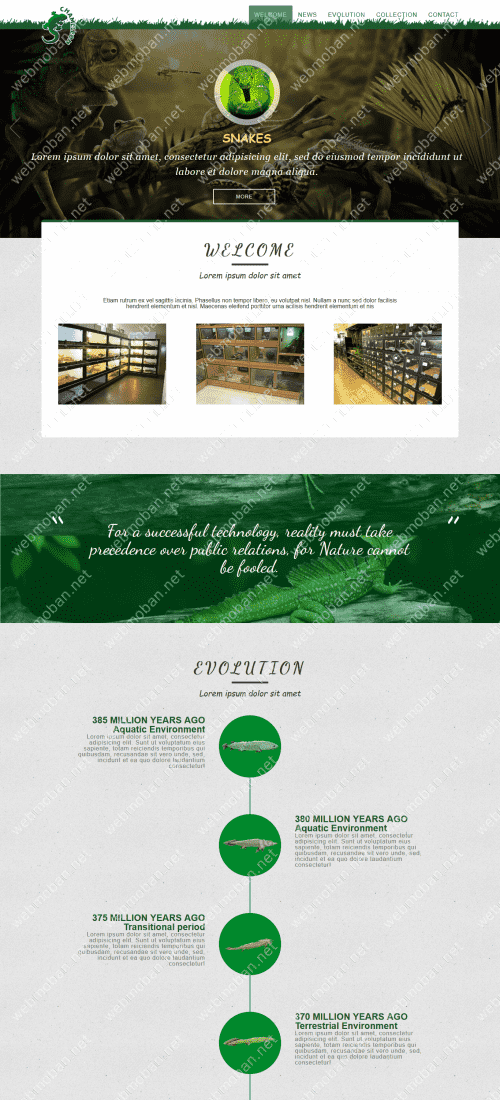 WELCOME NEWS EVOLUTION COLLECTION CONTACT
SNAKES
Lorem ipsum dolor sit amet, consectetur adipisicing elit, sed do eiusmod tempor incididunt ut
labore et dolore magna aliqua.
MORE
WELCOME
Lorem ipsum dolor sit amet
Etiam rutrum ex vel sagittis lacinia. Phasellus non tempor libero, eu volutpat nisl. Nullam a nunc sed dolor facilisis
hendrerit elementum et nisl. Maecenas eleifend porttitor urna acilisis hendrerit elementum et nis
" "
For a successful technology, reality must take
precedence over public relations, for Nature cannot
be fooled.
EVOLUTION
Lorem ipsum dolor sit amet
385 MILLION YEARS AGO
Aquatic Environment
Lorem ipsum dolor sit amet, consectetur
adipisicing elit. Sunt ut voluptatum eius
sapiente, totam reiciendis temporibus qui
quibusdam, recusandae sit vero unde, sed,
incidunt et ea quo dolore laudantium
consectetur!
380 MILLION YEARS AGO
Aquatic Environment
Lorem ipsum dolor sit amet, consectetur
adipisicing elit. Sunt ut voluptatum eius
sapiente, totam reiciendis temporibus qui
quibusdam, recusandae sit vero unde, sed,
incidunt et ea quo dolore laudantium
consectetur!
375 MILLION YEARS AGO
Transitional period
Lorem ipsum dolor sit amet, consectetur
adipisicing elit. Sunt ut voluptatum eius
sapiente, totam reiciendis temporibus qui
quibusdam, recusandae sit vero unde, sed,
incidunt et ea quo dolore laudantium
consectetur!
370 MILLION YEARS AGO
Terrestrial Environment
Lorem ipsum dolor sit amet, consectetur
adipisicing elit. Sunt ut voluptatum eius
sapiente, totam reiciendis temporibus qui
quibusdam, recusandae sit vero unde, sed,
incidunt et ea quo dolore laudantium
consectetur!
webmoban.net